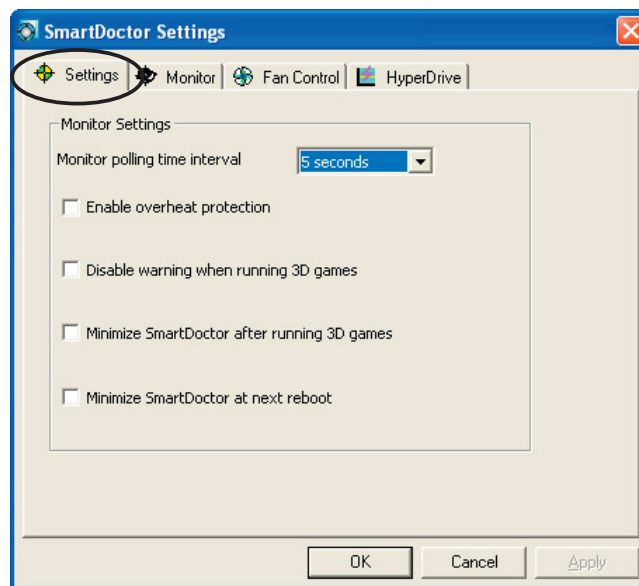 SmartDoctor Settings
Settings Monitor Fan Control HyperDrive
Monitor Settings
Monitor polling time interval 5 seconds
Enable overheat protection
Disable warning when running 3D games
Minimize SmartDoctor after running 3D games
Minimize SmartDoctor at next reboot
OK Cancel Apply